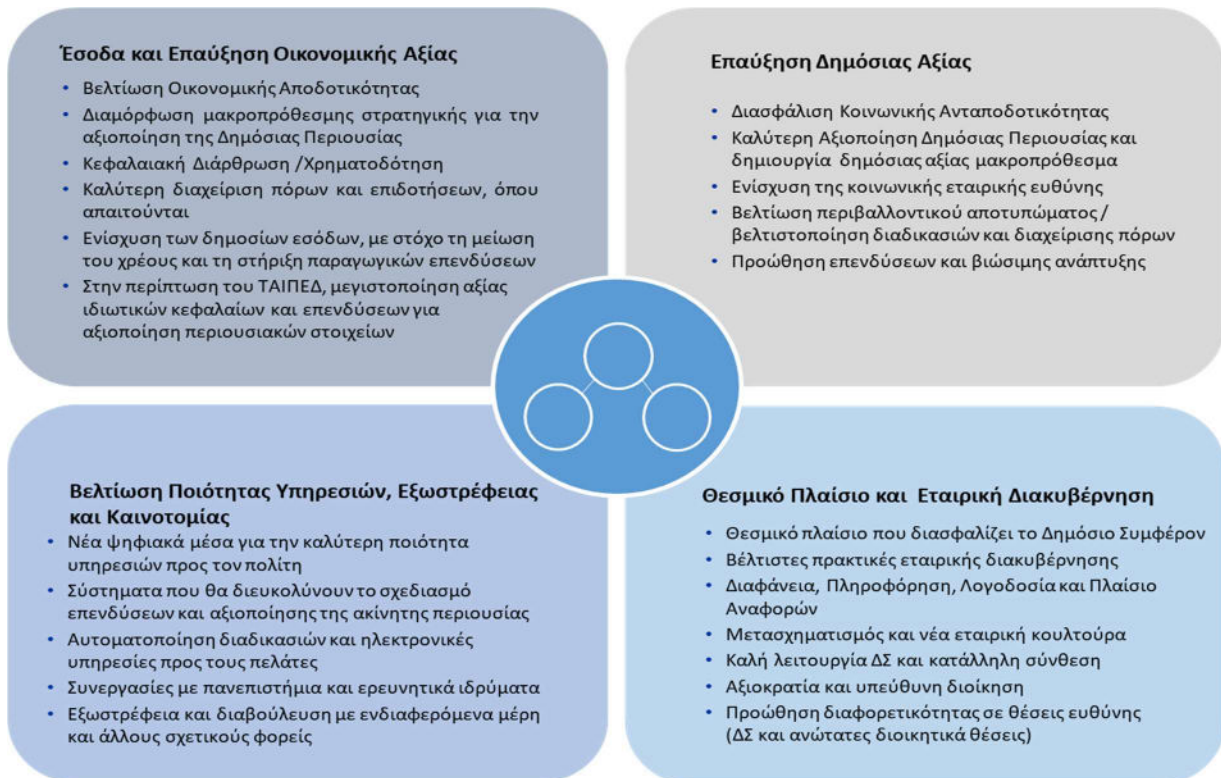 Έσοδα και Επαύξηση Οικονομικής Αξίας
• Βελτίωση Οικονομικής Αποδοτικότητας
• Διαμόρφωση μακροπρόθεσμης στρατηγικής για την
αξιοποίηση της Δημόσιας Περιουσίας
• Κεφαλαιακή Διάρθρωση /Χρηματοδότηση
• Καλύτερη διαχείριση πόρων και επιδοτήσεων, όπου
απαιτούνται
• Ενίσχυση των δημοσίων εσόδων, με στόχο τη μείωση
του χρέους και τη στήριξη παραγωγικών επενδύσεων
• Στην περίπτωση του ΤΑΙΠΕΔ, μεγιστοποίηση αξίας
ιδιωτικών κεφαλαίων και επενδύσεων για
αξιοποίηση περιουσιακών στοιχείων
Επαύξηση Δημόσιας Αξίας
• Διασφάλιση Κοινωνικής Ανταποδοτικότητας
• Καλύτερη Αξιοποίηση Δημόσιας Περιουσίας και
δημιουργία δημόσιας αξίας μακροπρόθεσμα
• Ενίσχυση της κοινωνικής εταιρικής ευθύνης
• Βελτίωση περιβαλλοντικού αποτυπώματος /
βελτιστοποίηση διαδικασιών και διαχείρισης πόρων
• Προώθηση επενδύσεων και βιώσιμης ανάπτυξης
Βελτίωση Ποιότητας Υπηρεσιών, Εξωστρέφειας
και Καινοτομίας
• Νέα ψηφιακά μέσα για την καλύτερη ποιότητα
υπηρεσιών προς τον πολίτη
• Σύστηματα που θα διευκολύνουν το σχεδιασμό
επενδύσεων και αξιοποίησης της ακίνητης περιουσίας
• Αυτοματοποίηση διαδικασιών και ηλεκτρονικές
υπηρεσίες προς τους πελάτες
• Συνεργασίες με πανεπιστήμια και ερευνητικά ιδρύματα
• Εξωστρέφεια και διαβούλευση με ενδιαφερόμενα μέρη
και άλλους σχετικούς φορείς
Θεσμικό Πλαίσιο και Εταιρική Διακυβέρνηση
• Θεσμικό πλαίσιο που διασφαλίζει το Δημόσιο Συμφέρον
• Βέλτιστες πρακτικές εταιρικής διακυβέρνησης
• Διαφάνεια, Πληροφόρηση, Λογοδοσία και Πλαίσιο
Αναφορών
• Μετασχηματισμός και νέα εταιρική κουλτούρα
• Καλή λειτουργία ΔΣ και κατάλληλη σύνθεση
• Αξιοκρατία και υπεύθυνη διοίκηση
• Προώθηση διαφορετικότητας σε θέσεις ευθύνης
(ΔΣ και ανώτατες διοικητικά θέσεις)